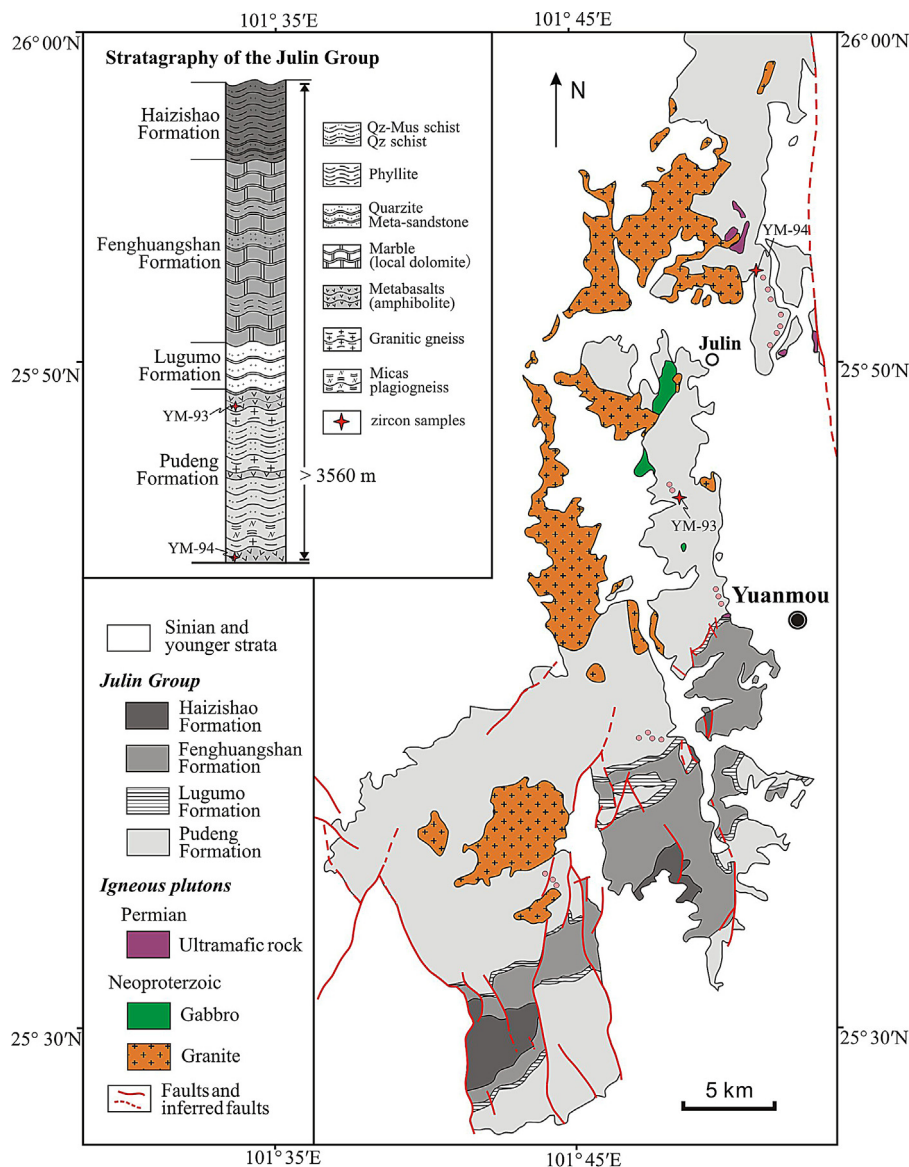 101° 35′E
101° 45′E
26° 00′N
26° 00′N
Stratagraphy of the Julin Group
Haizishao
Formation
Fenghuangshan
Formation
Lugumo
Formation
YM-93
Pudeng
Formation
YM-94
> 3560 m
Qz-Mus schist
Qz schist
Phyllite
Quarzite
Meta-sandstone
Marble
(local dolomite)
Metabasalts
(amphibolite)
Granitic gneiss
Micas
plagiogneiss
zircon samples
N
YM-94
Julin
25° 50′N
25° 50′N
YM-93
Yuanmou
Sinian and
younger strata
Julin Group
Haizishao
Formation
Fenghuangshan
Formation
Lugumo
Formation
Pudeng
Formation
Igneous plutons
Permian
Ultramafic rock
Neoproterzoic
Gabbro
Granite
Faults and
inferred faults
25° 30′N
25° 30′N
5 km
101° 35′E
101° 45′E